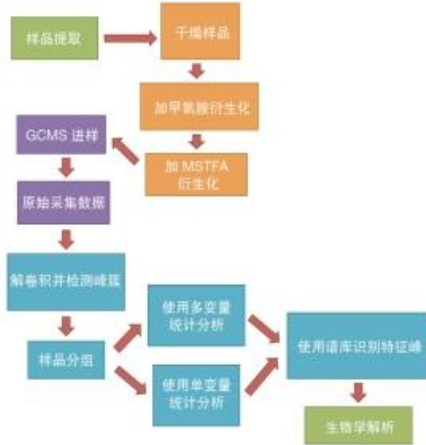 样品提取
干燥样品
加甲氧胺衍生化
加 MSTFA
衍生化
GCMS 进样
原始采集数据
解卷积并检测峰簇
样品分组
使用多变量
统计分析
使用单变量
统计分析
使用谱库识别特征峰
生物学解析